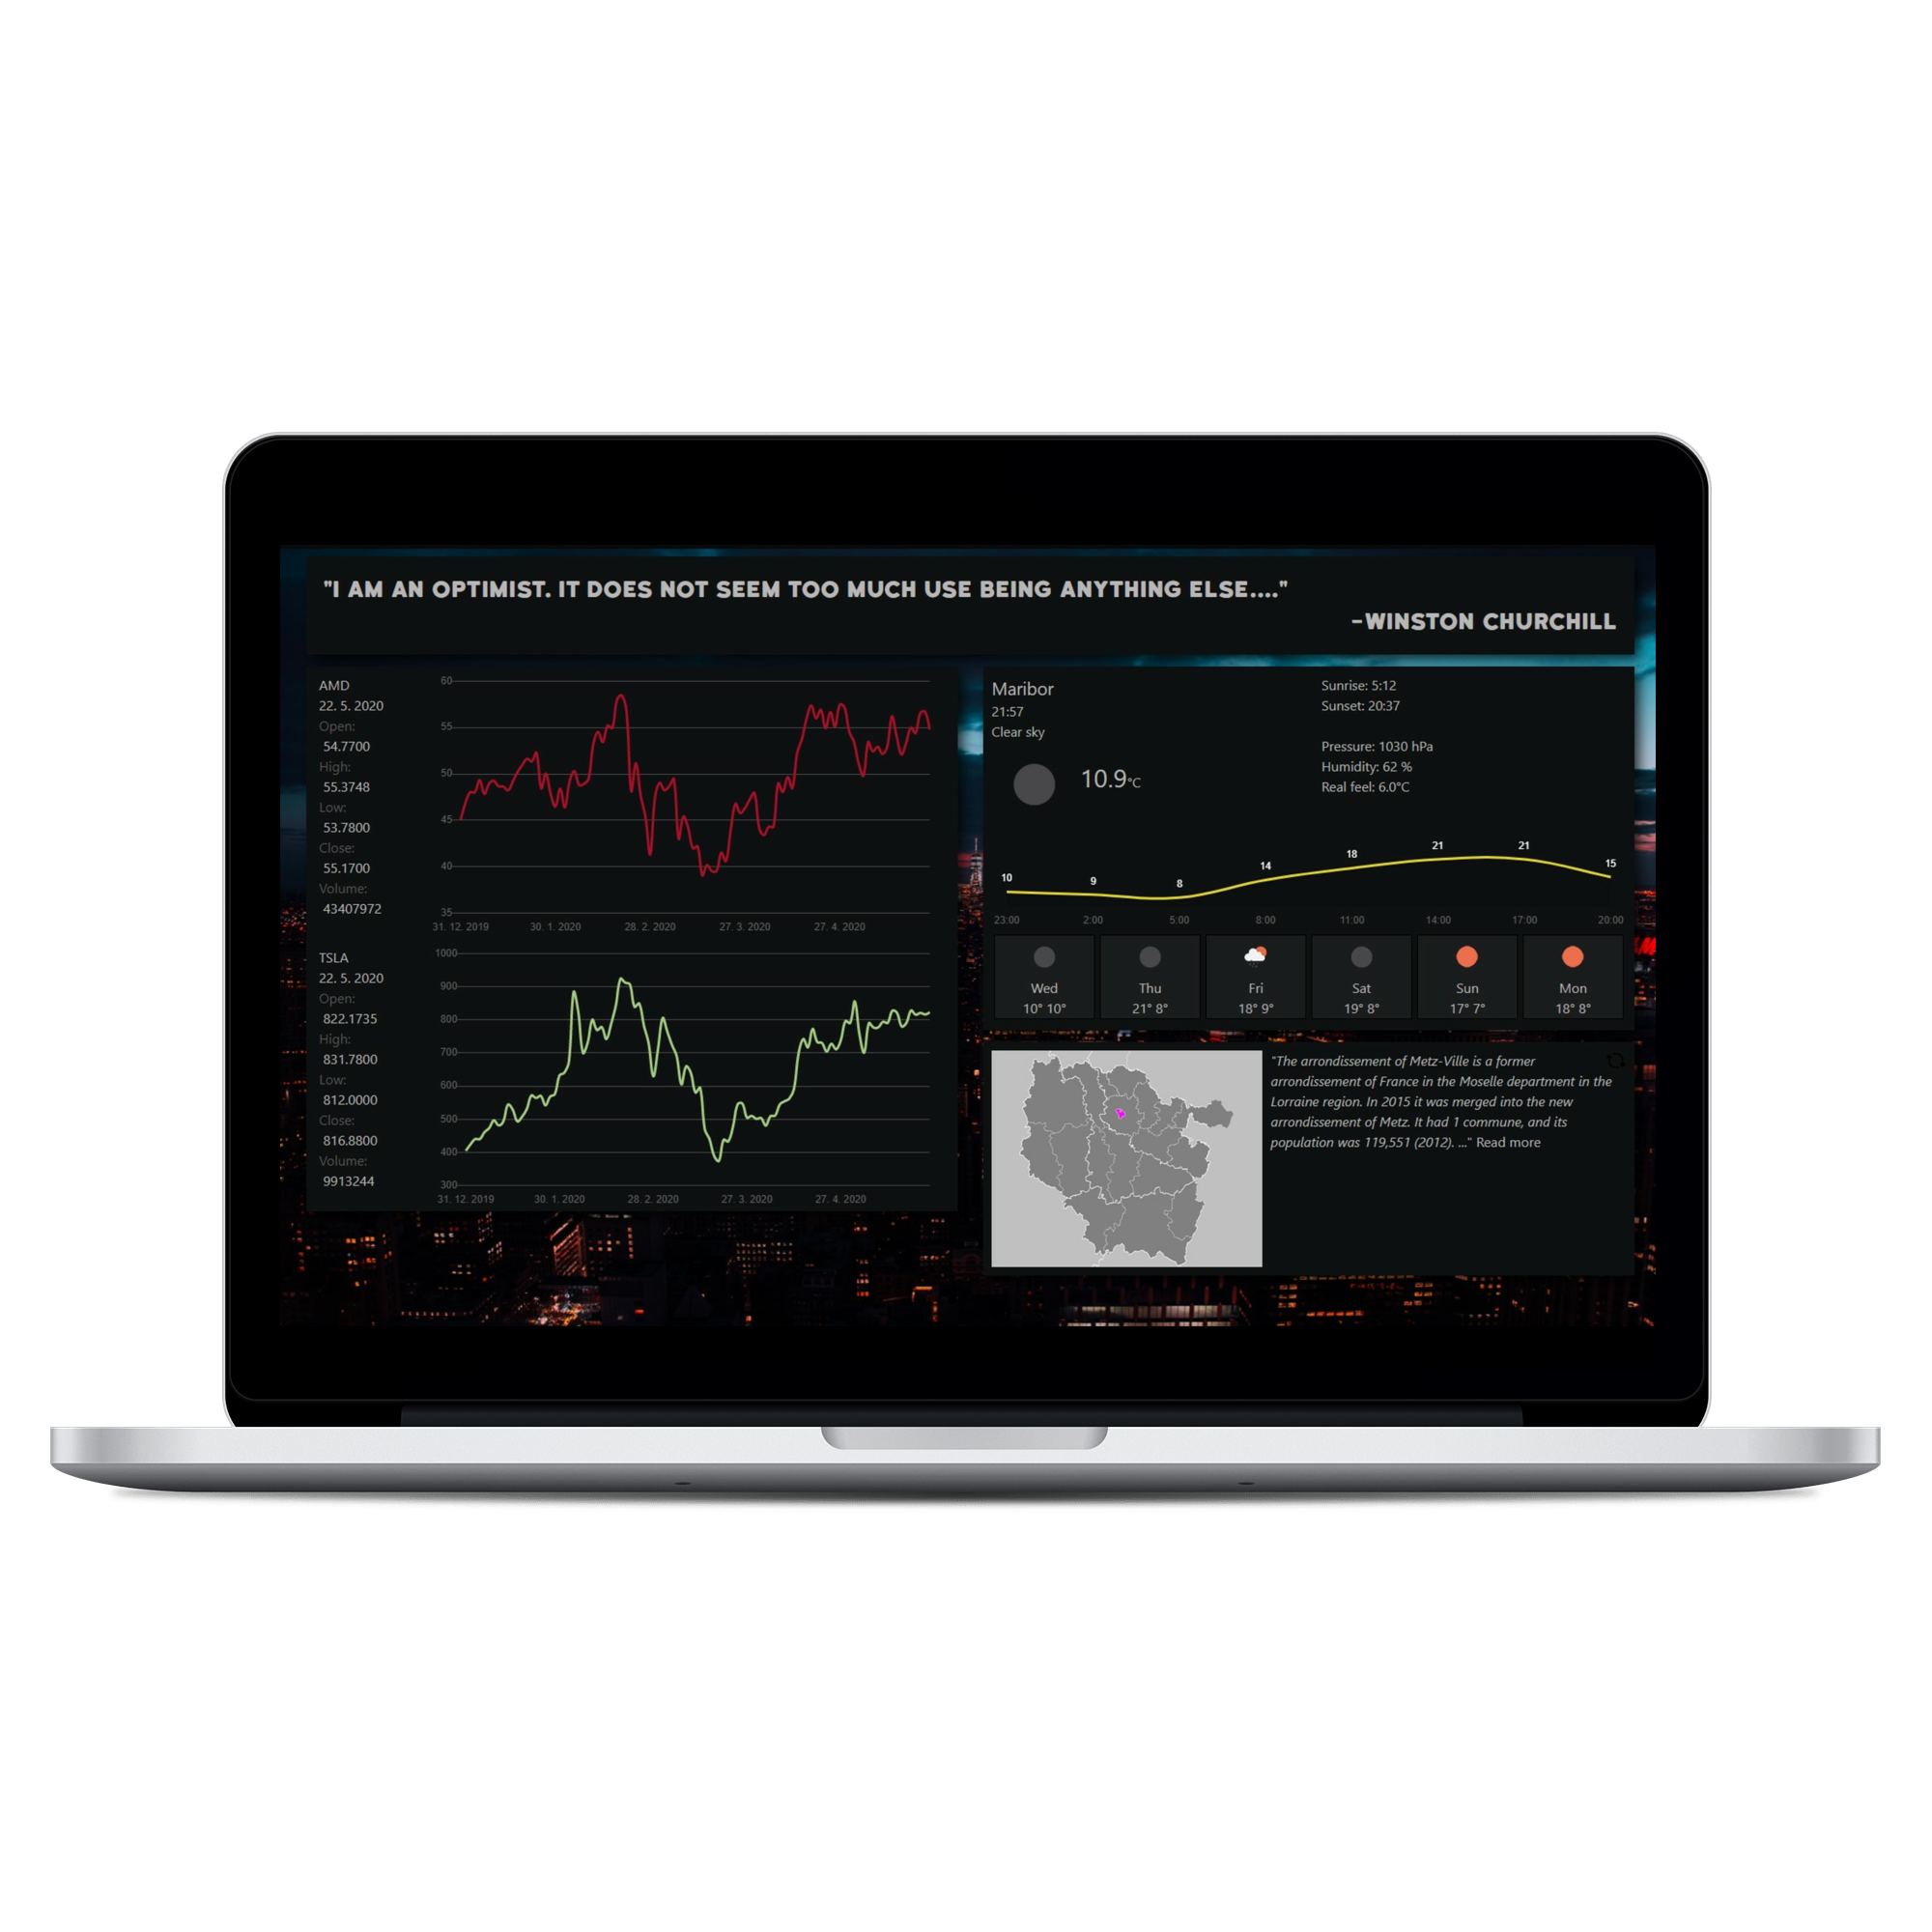 "I AM AN OPTIMIST. IT DOES NOT SEEM TOO MUCH USE BEING ANYTHING ELSE...."
-WINSTON CHURCHILL
AMD
22. 5. 2020
Open:
54.7700
High:
55.3748
Low:
53.7800
Close:
55.1700
Volume:
43407972
60
55
50
45
40
35
31. 12. 2019 30. 1. 2020 28. 2. 2020 27. 3. 2020 27. 4. 2020
TSLA
22. 5. 2020
Open:
822.1735
High:
831.7800
Low:
812.0000
Close:
816.8800
Volume:
9913244
1000
900
800
700
600
500
400
300
31. 12. 2019 30. 1. 2020 28. 2. 2020 27. 3. 2020 27. 4. 2020
Maribor
21:57
Clear sky
10.9°C
Sunrise: 5:12
Sunset: 20:37
Pressure: 1030 hPa
Humidity: 62 %
Real feel: 6.0°C
10 9 8 14 18 21 21 15
23:00 2:00 5:00 8:00 11:00 14:00 17:00 20:00
Wed Thu Fri Sat Sun Mon
10° 10° 21° 8° 18° 9° 19° 8° 17° 7° 18° 8°
"The arrondissement of Metz-Ville is a former
arrondissement of France in the Moselle department in the
Lorraine region. In 2015 it was merged into the new
arrondissement of Metz. It had 1 commune, and its
population was 119,551 (2012). ..." Read more